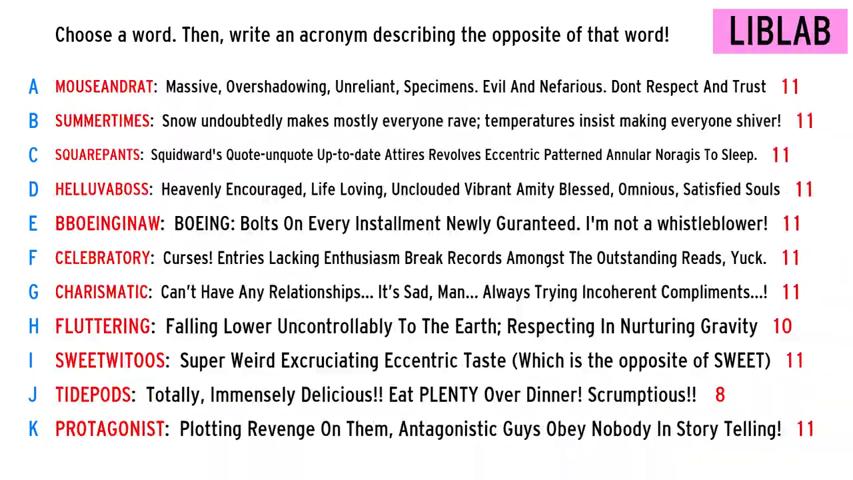 Choose a word. Then, write an acronym describing the opposite of that word!
LIBLAB
A MOUSEANDRAT: Massive, Overshadowing, Unreliant, Specimens. Evil And Nefarious. Dont Respect And Trust 11
B SUMMERTIMES: Snow undoubtedly makes mostly everyone rave; temperatures insist making everyone shiver! 11
C SQUAREPANTS: Squidward's Quote-unquote Up-to-date Attires Revolves Eccentric Patterned Annular Noragis To Sleep. 11
D HELLUVABOSS: Heavenly Encouraged, Life Loving, Unclouded Vibrant Amity Blessed, Omnious, Satisfied Souls 11
E BBOEINGINAW: BOEING: Bolts On Every Installment Newly Guranteed. I'm not a whistleblower! 11
F CELEBRATORY: Curses! Entries Lacking Enthusiasm Break Records Amongst The Outstanding Reads, Yuck. 11
G CHARISMATIC: Can't Have Any Relationships... It's Sad, Man... Always Trying Incoherent Compliments...! 11
H FLUTTERING: Falling Lower Uncontrollably To The Earth; Respecting In Nurturing Gravity 10
I SWEETWITOOS: Super Weird Excruciating Eccentric Taste (Which is the opposite of SWEET) 11
J TIDEPODS: Totally, Immensely Delicious!! Eat PLENTY Over Dinner! Scrumptious!! 8
K PROTAGONIST: Plotting Revenge On Them, Antagonistic Guys Obey Nobody In Story Telling! 11